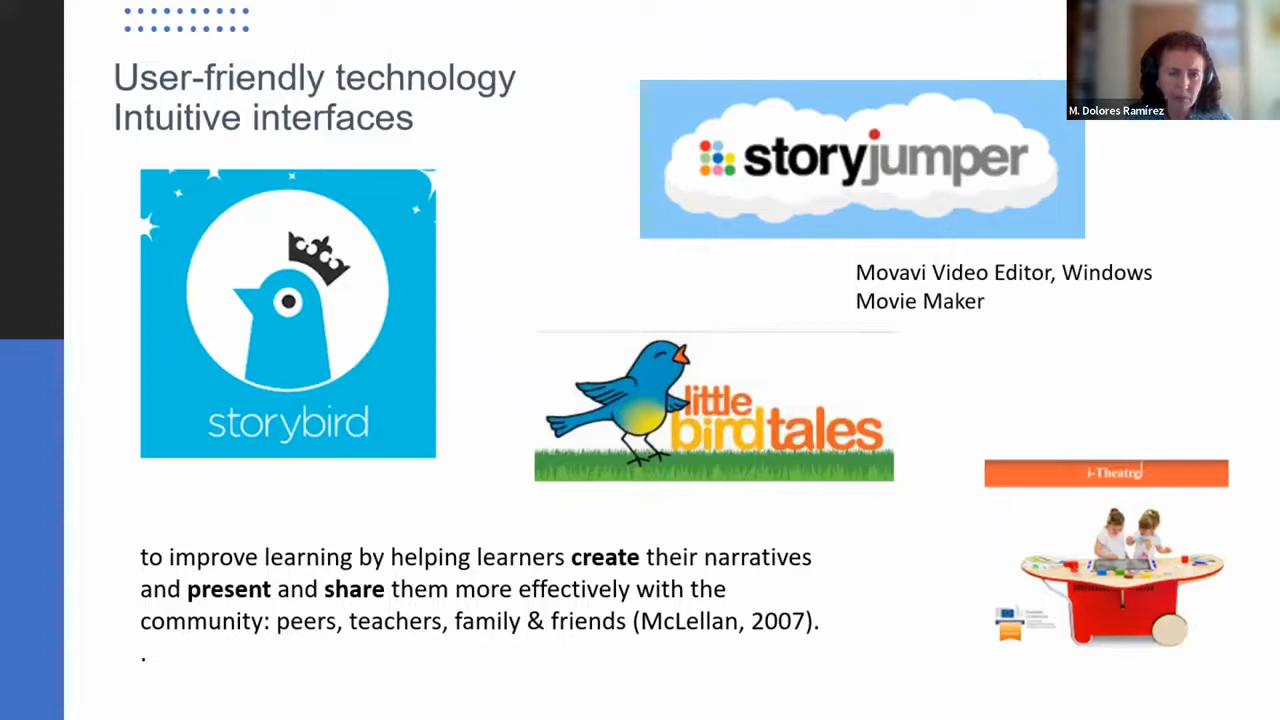 User-friendly technology
Intuitive interfaces
storyjumper
M. Dolores Ramírez
Movavi Video Editor, Windows
Movie Maker
storybird
little
birdtales
i-Theatre
to improve learning by helping learners create their narratives
and present and share them more effectively with the
community: peers, teachers, family & friends (McLellan, 2007).
.